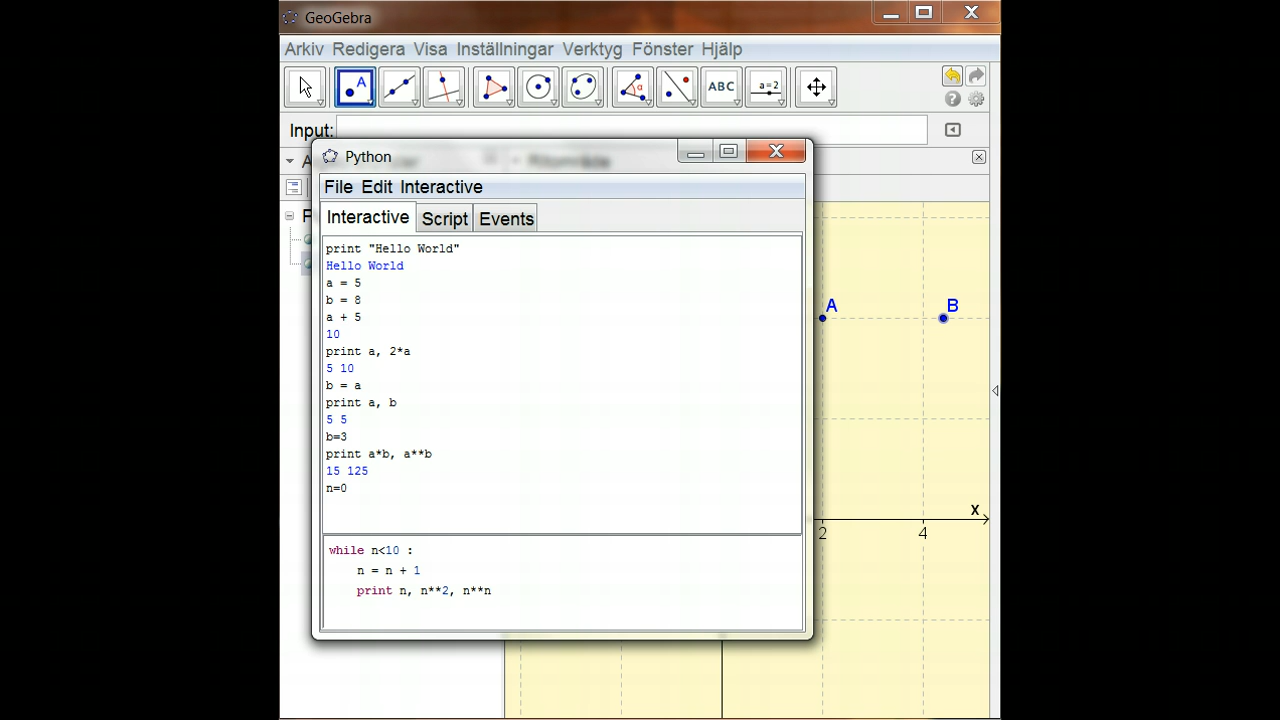 GeoGebra
Arkiv Redigera Visa Inställningar Verktyg Fönster Hjälp
A ABC a=2
Input:
Python
File Edit Interactive
Interactive Script Events
print "Hello World"
Hello World
a = 5
b = 8
a + 5
10
print a, 2*a
5 10
b = a
print a, b
5 5
b=3
print a*b, a**b
15 125
n=0
while n<10 :
n = n + 1
print n, n**2, n**n
A B
x
2 4